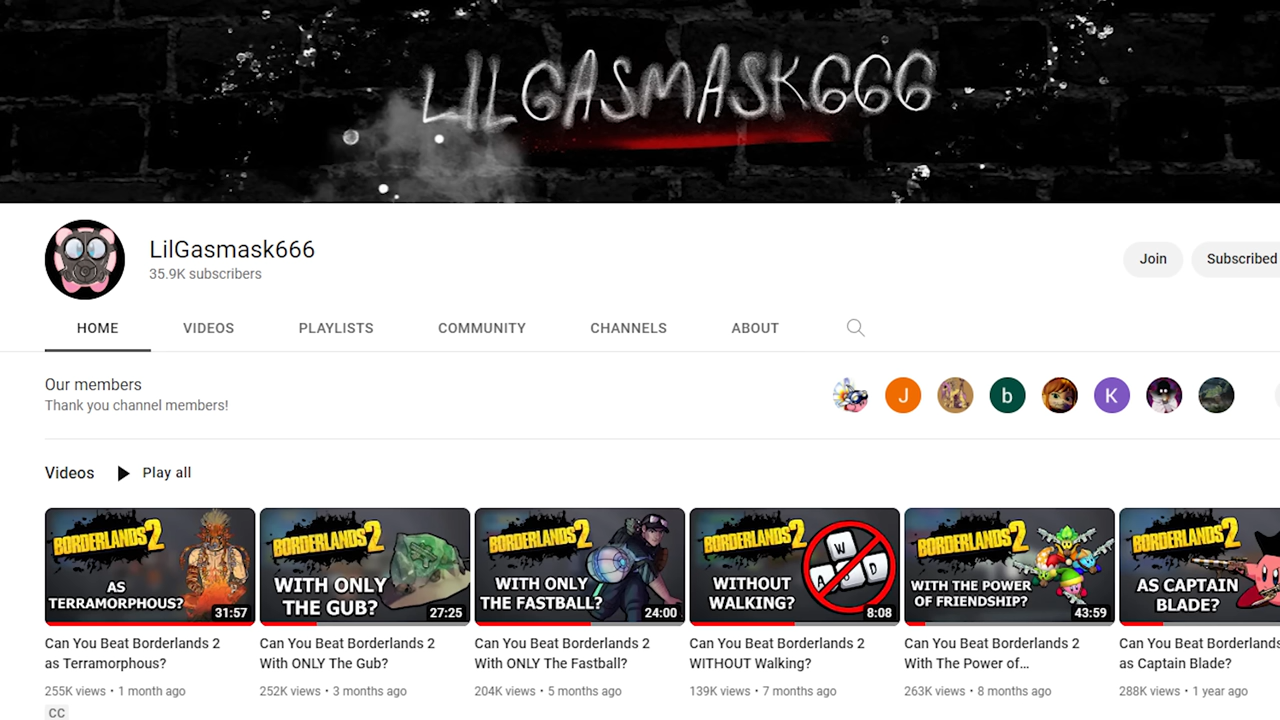 LILGASMASK666
LilGasmask666
35.9K subscribers
Join
Subscribed
HOME
VIDEOS
PLAYLISTS
COMMUNITY
CHANNELS
ABOUT
Our members
Thank you channel members!
J
b
K
Videos
Play all
BORDERLANDS 2
AS
TERRAMORPHOUS?
31:57
BORDERLANDS 2
WITH ONLY
THE GUB?
27:25
BORDERLANDS 2
WITH ONLY
THE FASTBALL?
24:00
BORDERLANDS 2
WITHOUT
WALKING?
W
A S D
8:08
BORDERLANDS 2
WITH THE POWER
OF FRIENDSHIP?
43:59
BORDERLANDS 2
AS CAPTAIN
BLADE?
Can You Beat Borderlands 2
as Terramorphous?
255K views • 1 month ago
CC
Can You Beat Borderlands 2
With ONLY The Gub?
252K views • 3 months ago
Can You Beat Borderlands 2
With ONLY The Fastball?
204K views • 5 months ago
Can You Beat Borderlands 2
WITHOUT Walking?
139K views • 7 months ago
Can You Beat Borderlands 2
With The Power of…
263K views • 8 months ago
Can You Beat Borderlands
as Captain Blade?
288K views • 1 year ago